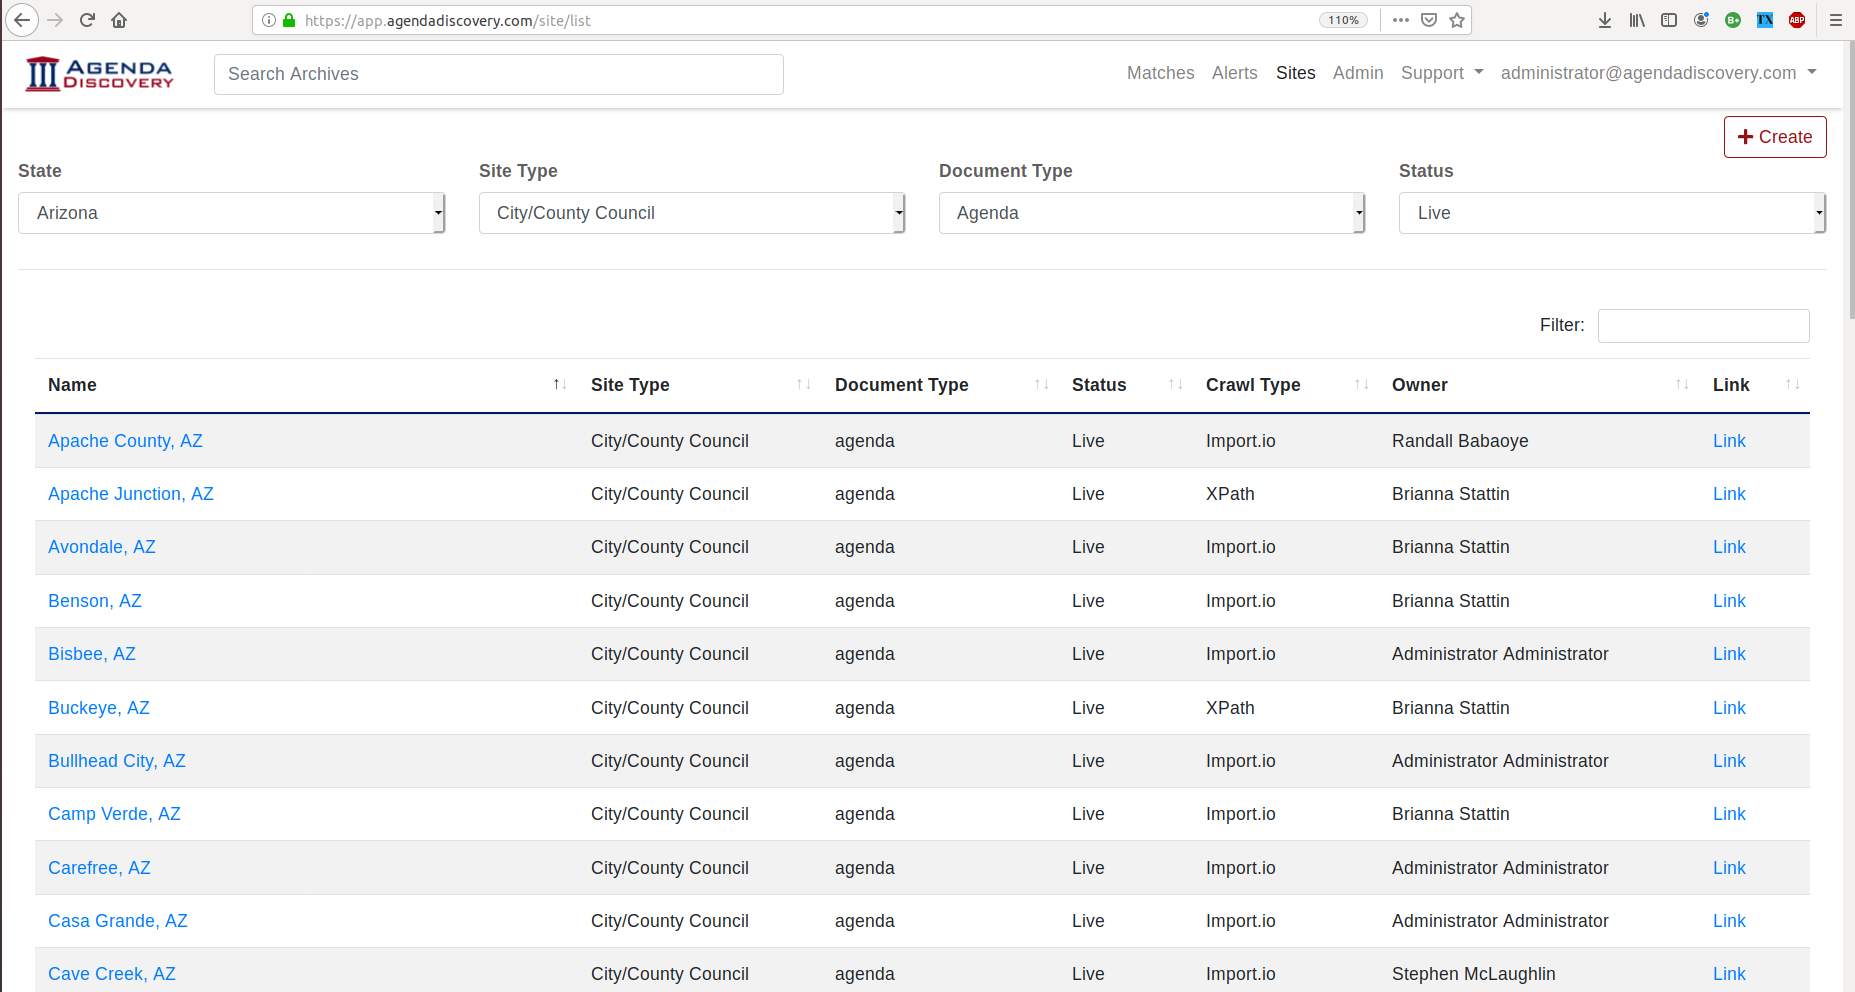 https://app.agendadiscovery.com/site/list 110%
B+ TX ABP
AGENDA DISCOVERY
Search Archives
Matches Alerts Sites Admin Support administrator@agendadiscovery.com
Create
State Site Type Document Type Status
Arizona City/County Council Agenda Live
Filter:
Name Site Type Document Type Status Crawl Type Owner Link
Apache County, AZ City/County Council agenda Live Import.io Randall Babaoye Link
Apache Junction, AZ City/County Council agenda Live XPath Brianna Stattin Link
Avondale, AZ City/County Council agenda Live Import.io Brianna Stattin Link
Benson, AZ City/County Council agenda Live Import.io Brianna Stattin Link
Bisbee, AZ City/County Council agenda Live Import.io Administrator Administrator Link
Buckeye, AZ City/County Council agenda Live XPath Brianna Stattin Link
Bullhead City, AZ City/County Council agenda Live Import.io Administrator Administrator Link
Camp Verde, AZ City/County Council agenda Live Import.io Brianna Stattin Link
Carefree, AZ City/County Council agenda Live Import.io Administrator Administrator Link
Casa Grande, AZ City/County Council agenda Live Import.io Administrator Administrator Link
Cave Creek, AZ City/County Council agenda Live Import.io Stephen McLaughlin Link